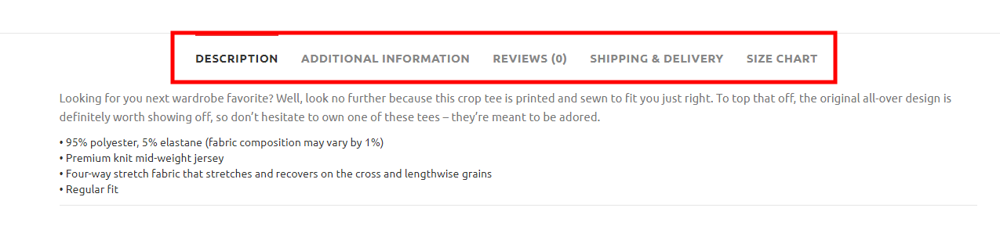 DESCRIPTION ADDITIONAL INFORMATION REVIEWS (0) SHIPPING & DELIVERY SIZE CHART
Looking for you next wardrobe favorite? Well, look no further because this crop tee is printed and sewn to fit you just right. To top that off, the original all-over design is
definitely worth showing off, so don’t hesitate to own one of these tees – they’re meant to be adored.
• 95% polyester, 5% elastane (fabric composition may vary by 1%)
• Premium knit mid-weight jersey
• Four-way stretch fabric that stretches and recovers on the cross and lengthwise grains
• Regular fit